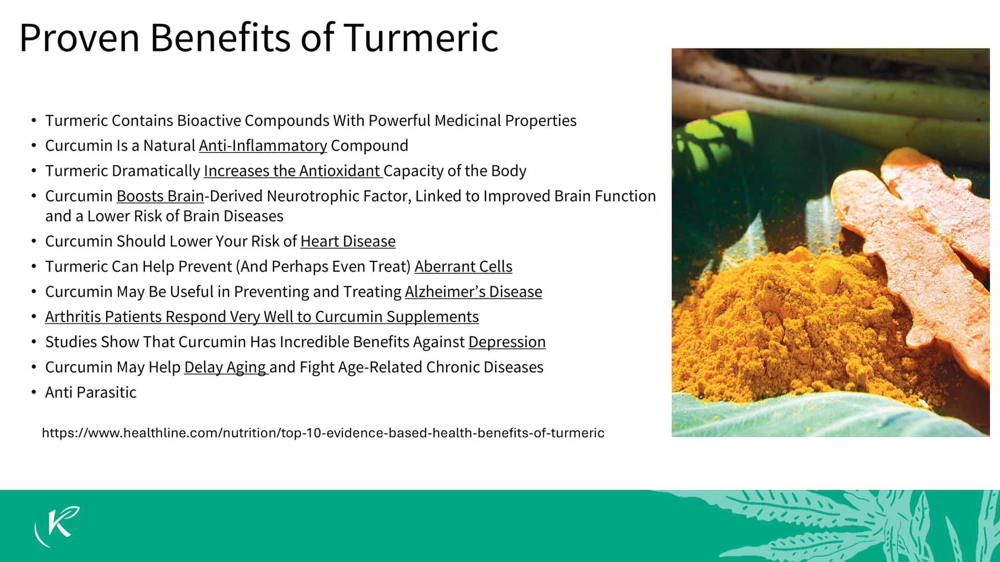 Proven Benefits of Turmeric
• Turmeric Contains Bioactive Compounds With Powerful Medicinal Properties
• Curcumin Is a Natural Anti-Inflammatory Compound
• Turmeric Dramatically Increases the Antioxidant Capacity of the Body
• Curcumin Boosts Brain-Derived Neurotrophic Factor, Linked to Improved Brain Function
and a Lower Risk of Brain Diseases
• Curcumin Should Lower Your Risk of Heart Disease
• Turmeric Can Help Prevent (And Perhaps Even Treat) Aberrant Cells
• Curcumin May Be Useful in Preventing and Treating Alzheimer’s Disease
• Arthritis Patients Respond Very Well to Curcumin Supplements
• Studies Show That Curcumin Has Incredible Benefits Against Depression
• Curcumin May Help Delay Aging and Fight Age-Related Chronic Diseases
• Anti Parasitic
https://www.healthline.com/nutrition/top-10-evidence-based-health-benefits-of-turmeric
K